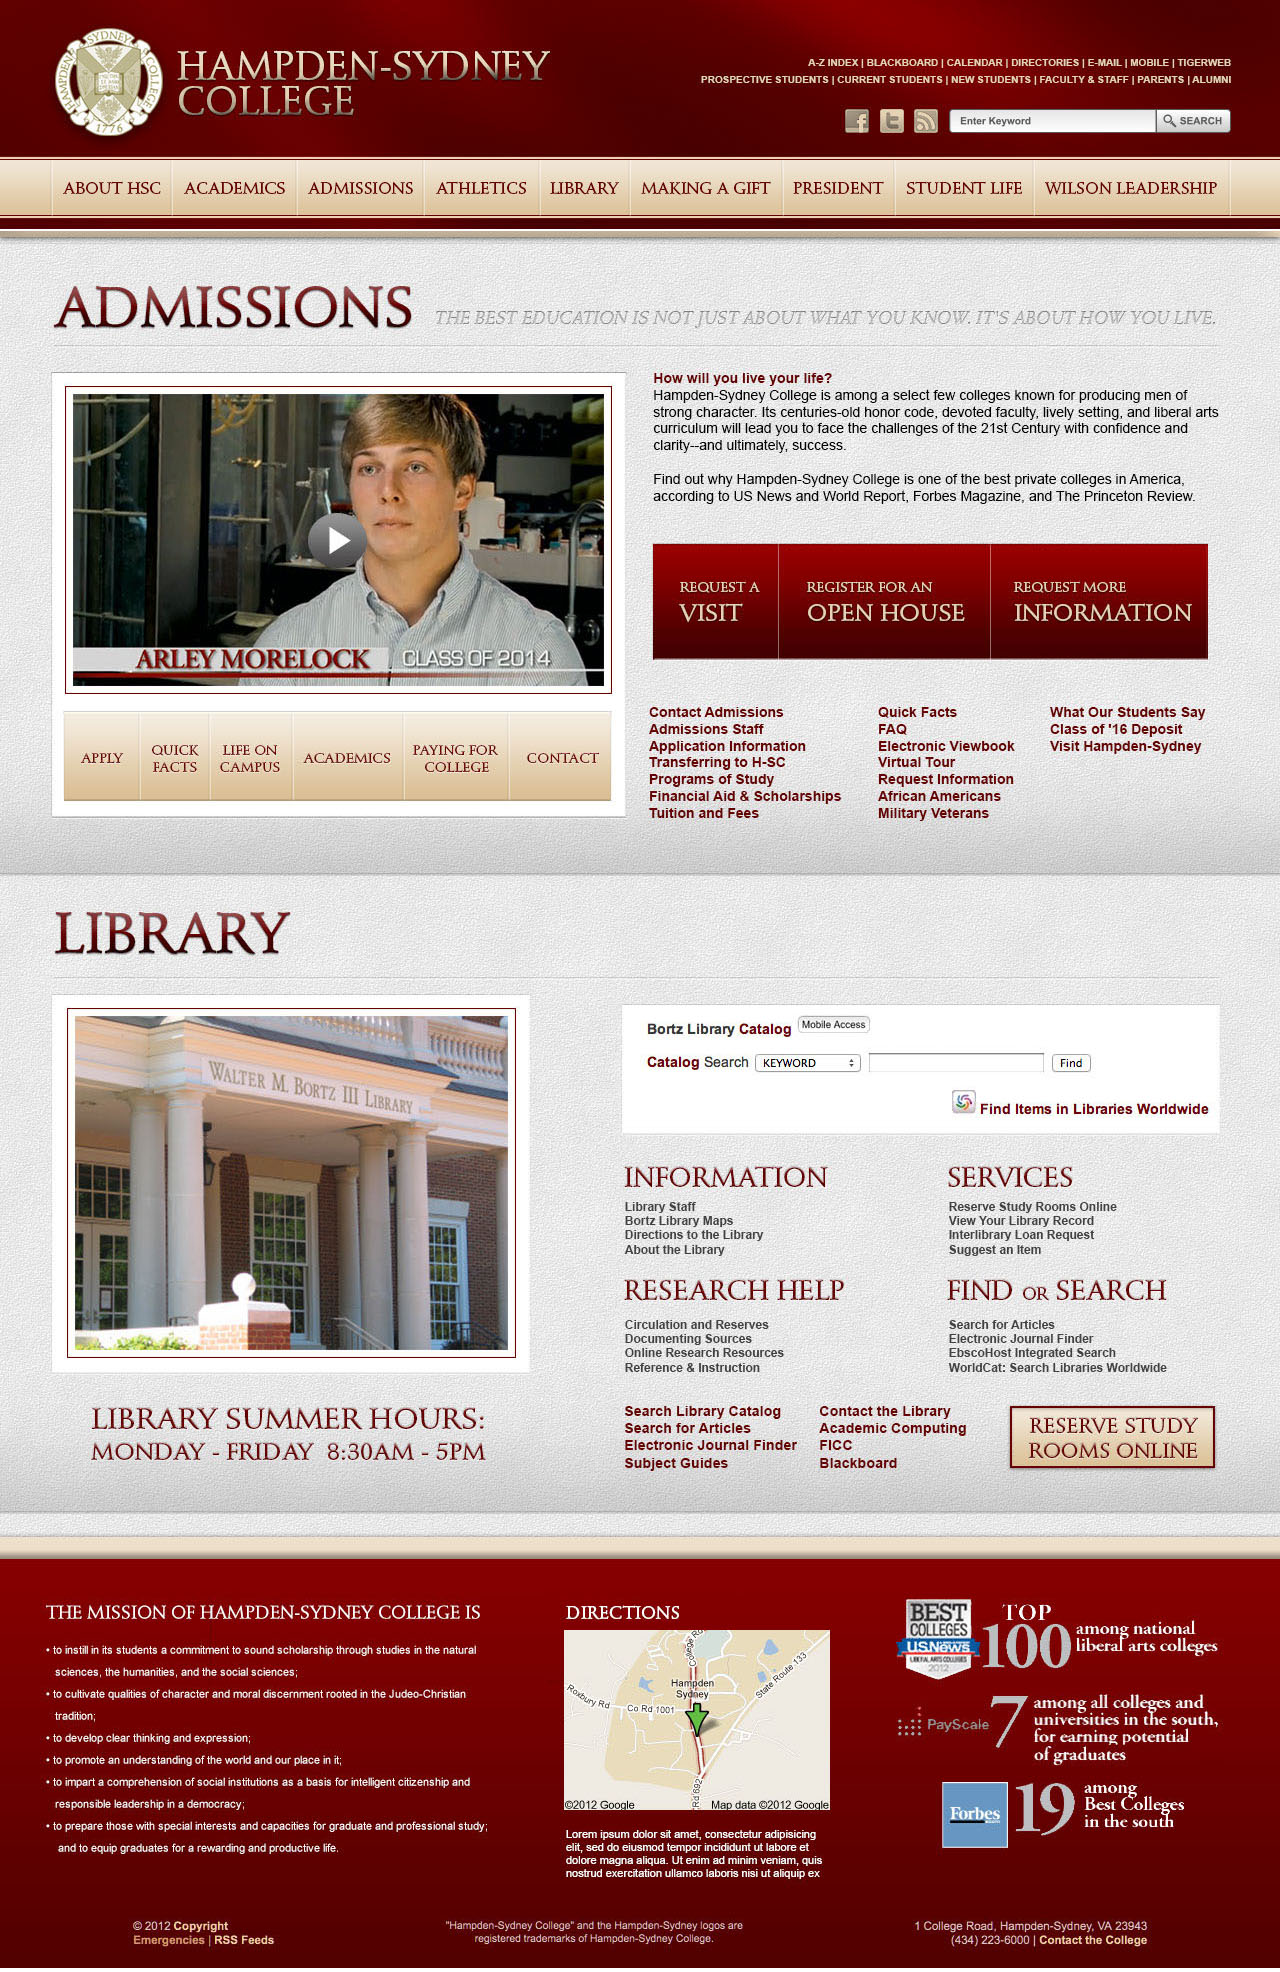 HAMPDEN-SYDNEY
COLLEGE
SYDNEY
COLLEGE
HAMPDEN
1776
A-Z INDEX | BLACKBOARD | CALENDAR | DIRECTORIES | E-MAIL | MOBILE | TIGERWEB
PROSPECTIVE STUDENTS | CURRENT STUDENTS | NEW STUDENTS | FACULTY & STAFF | PARENTS | ALUMNI
Enter Keyword
SEARCH
ABOUT HSC ACADEMICS ADMISSIONS ATHLETICS LIBRARY MAKING A GIFT PRESIDENT STUDENT LIFE WILSON LEADERSHIP
ADMISSIONS
THE BEST EDUCATION IS NOT JUST ABOUT WHAT YOU KNOW. IT'S ABOUT HOW YOU LIVE.
ARLEY MORELOCK CLASS OF 2014
APPLY
QUICK
FACTS
LIFE ON
CAMPUS
ACADEMICS
PAYING FOR
COLLEGE
CONTACT
How will you live your life?
Hampden-Sydney College is among a select few colleges known for producing men of
strong character. Its centuries-old honor code, devoted faculty, lively setting, and liberal arts
curriculum will lead you to face the challenges of the 21st Century with confidence and
clarity--and ultimately, success.
Find out why Hampden-Sydney College is one of the best private colleges in America,
according to US News and World Report, Forbes Magazine, and The Princeton Review.
REQUEST A
VISIT
REGISTER FOR AN
OPEN HOUSE
REQUEST MORE
INFORMATION
Contact Admissions
Admissions Staff
Application Information
Transferring to H-SC
Programs of Study
Financial Aid & Scholarships
Tuition and Fees
Quick Facts
FAQ
Electronic Viewbook
Virtual Tour
Request Information
African Americans
Military Veterans
What Our Students Say
Class of '16 Deposit
Visit Hampden-Sydney
LIBRARY
WALTER M. BORTZ III LIBRARY
LIBRARY SUMMER HOURS:
MONDAY - FRIDAY 8:30AM - 5PM
Bortz Library Catalog Mobile Access
Catalog Search KEYWORD Find
Find Items in Libraries Worldwide
INFORMATION
Library Staff
Bortz Library Maps
Directions to the Library
About the Library
SERVICES
Reserve Study Rooms Online
View Your Library Record
Interlibrary Loan Request
Suggest an Item
RESEARCH HELP
Circulation and Reserves
Documenting Sources
Online Research Resources
Reference & Instruction
FIND OR SEARCH
Search for Articles
Electronic Journal Finder
EbscoHost Integrated Search
WorldCat: Search Libraries Worldwide
Search Library Catalog
Search for Articles
Electronic Journal Finder
Subject Guides
Contact the Library
Academic Computing
FICC
Blackboard
RESERVE STUDY
ROOMS ONLINE
THE MISSION OF HAMPDEN-SYDNEY COLLEGE IS
• to instill in its students a commitment to sound scholarship through studies in the natural
sciences, the humanities, and the social sciences;
• to cultivate qualities of character and moral discernment rooted in the Judeo-Christian
tradition;
• to develop clear thinking and expression;
• to promote an understanding of the world and our place in it;
• to impart a comprehension of social institutions as a basis for intelligent citizenship and
responsible leadership in a democracy;
• to prepare those with special interests and capacities for graduate and professional study;
and to equip graduates for a rewarding and productive life.
DIRECTIONS
College Rd
State Route 133
Hampden
Sydney
Roxbury Rd
Co Rd 1001
Rd 692
©2012 Google
Map data ©2012 Google
Lorem ipsum dolor sit amet, consectetur adipisicing
elit, sed do eiusmod tempor incididunt ut labore et
dolore magna aliqua. Ut enim ad minim veniam, quis
nostrud exercitation ullamco laboris nisi ut aliquip ex
BEST
COLLEGES
USNews
LIBERAL ARTS COLLEGES
2012
TOP
100
among national
liberal arts colleges
PayScale
7
among all colleges and
universities in the south,
for earning potential
of graduates
Forbes
19
among
Best Colleges
in the south
© 2012 Copyright
Emergencies | RSS Feeds
"Hampden-Sydney College" and the Hampden-Sydney logos are
registered trademarks of Hampden-Sydney College.
1 College Road, Hampden-Sydney, VA 23943
(434) 223-6000 | Contact the College